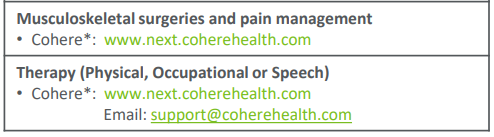 Musculoskeletal surgeries and pain management
• Cohere*: www.next.coherehealth.com
Therapy (Physical, Occupational or Speech)
• Cohere*: www.next.coherehealth.com
Email: support@coherehealth.com